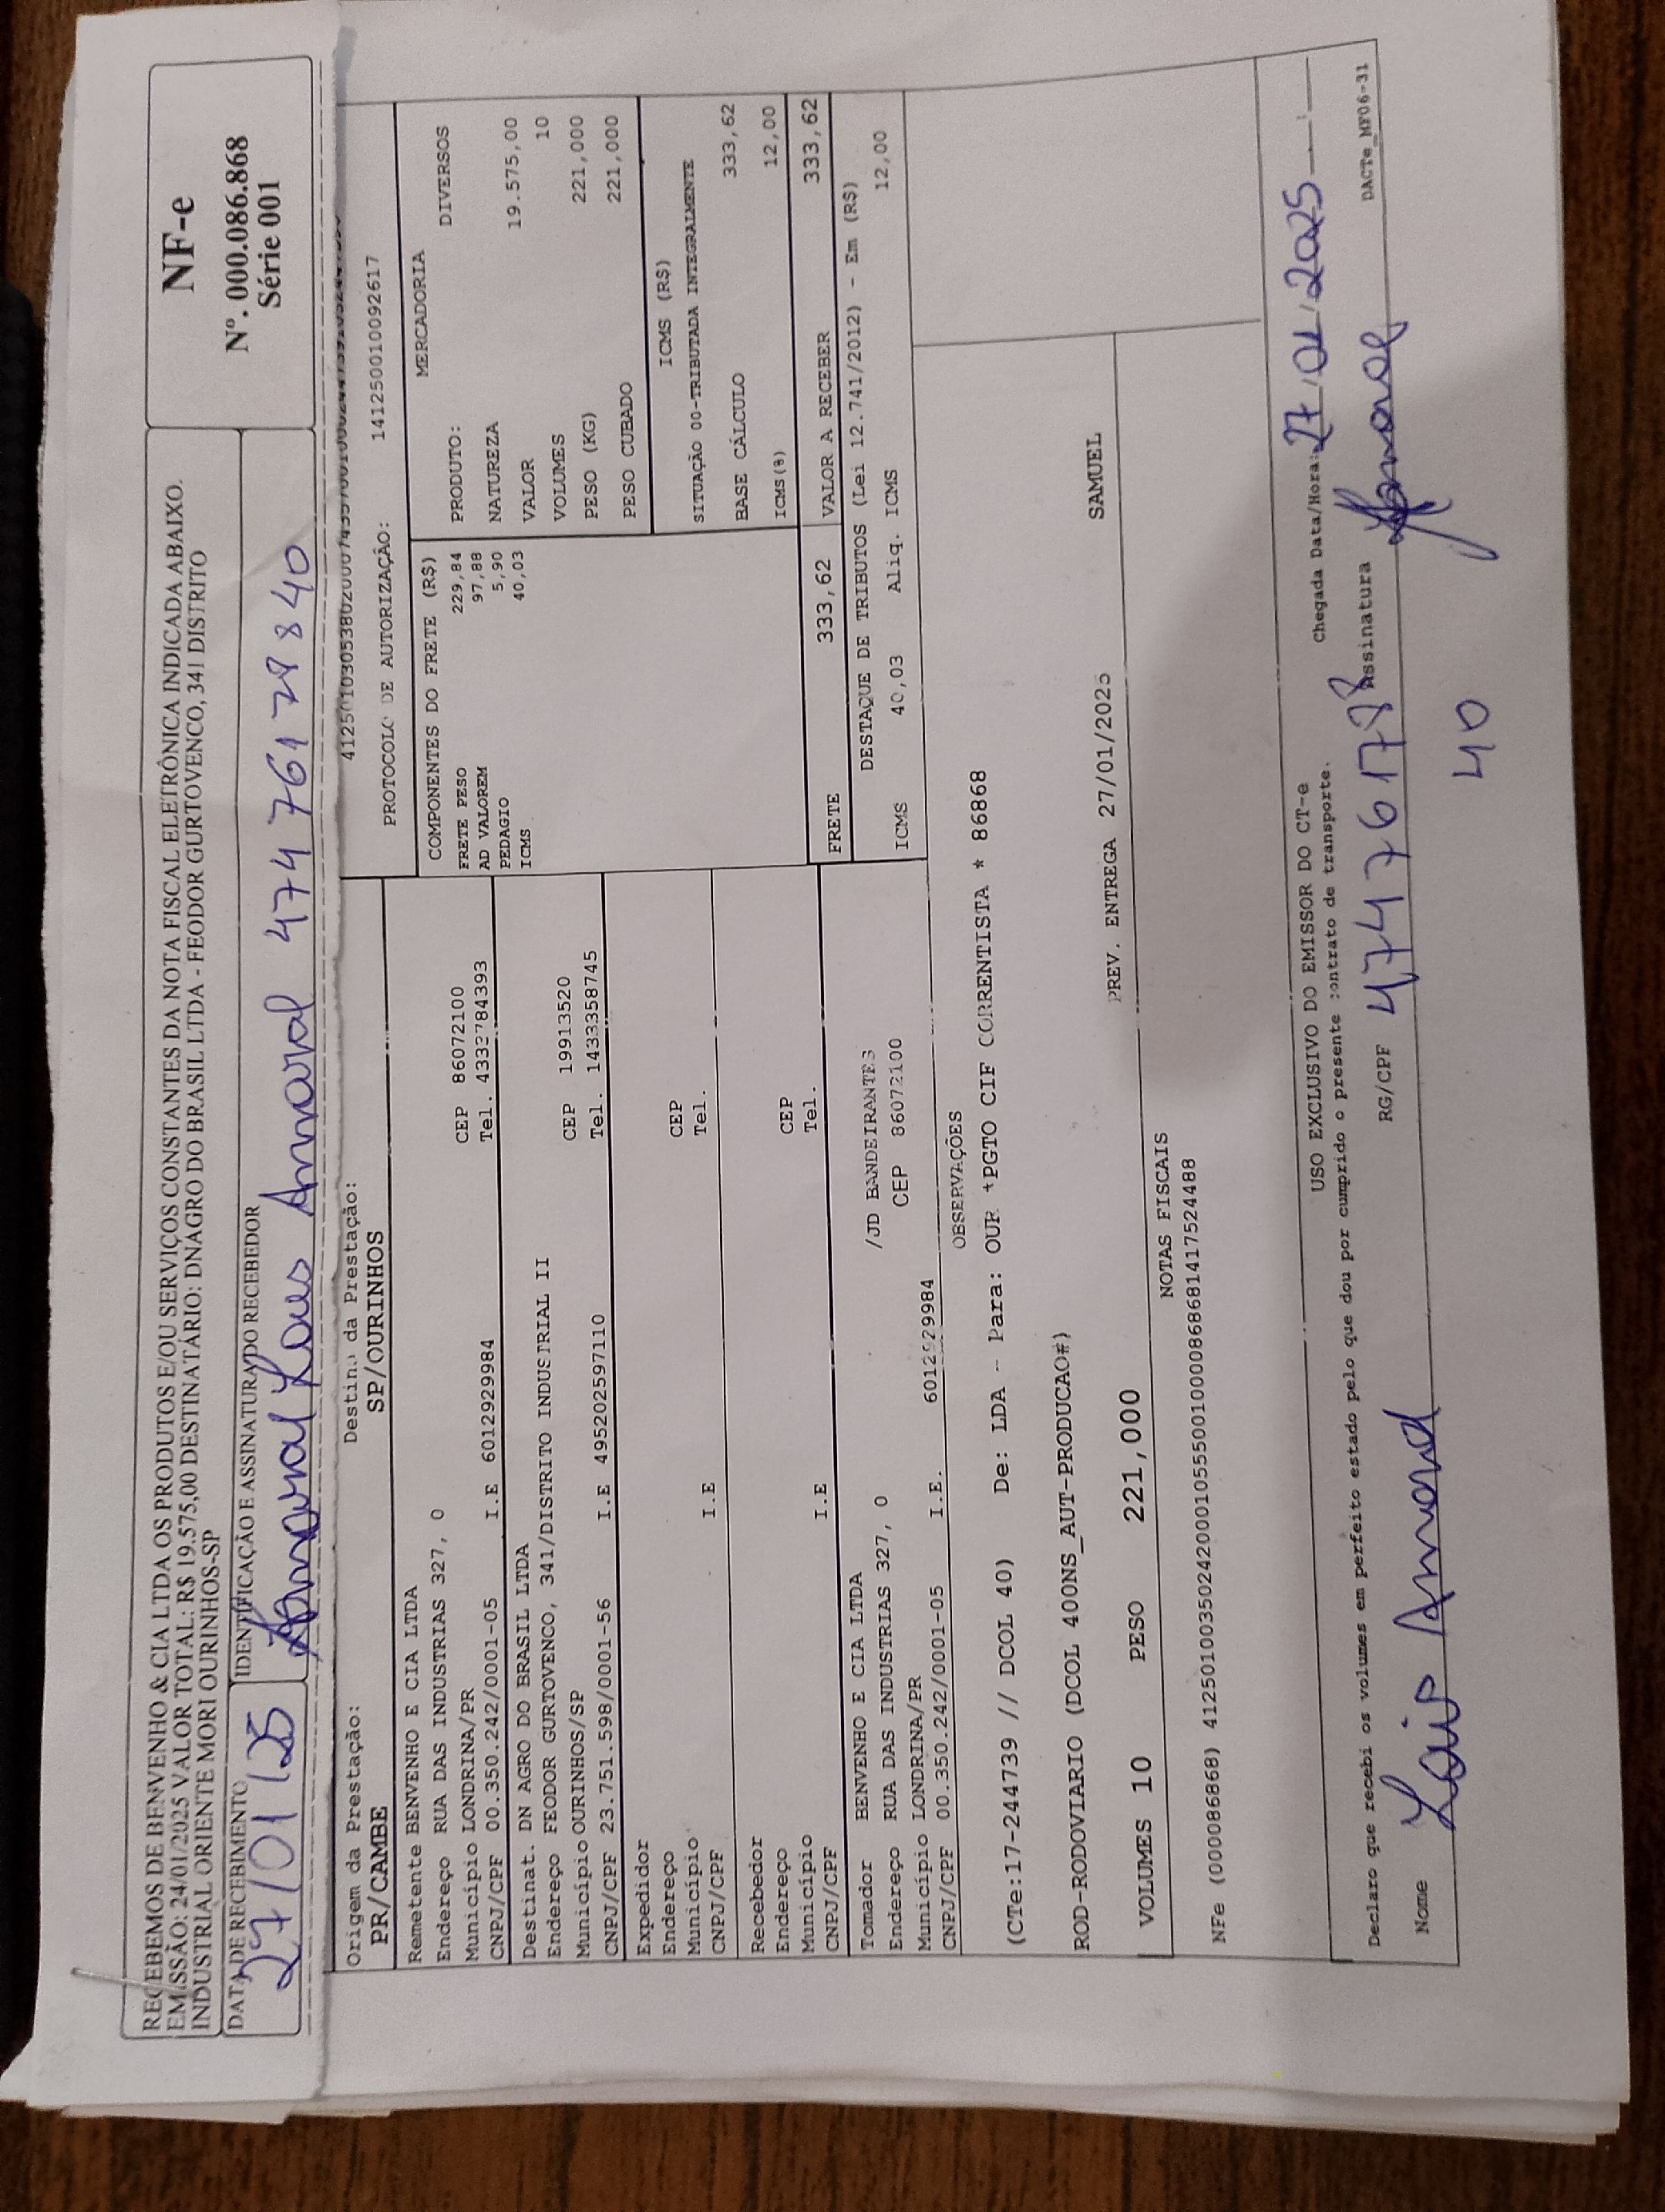 RECEBEMOS DE BENVENHO & CIA LTDA OS PRODUTOS E/OU SERVIÇOS CONSTANTES DA NOTA FISCAL ELETRÔNICA INDICADA ABAIXO.
EMISSÃO: 24/01/2025 VALOR TOTAL: R$ 19.575,00 DESTINATÁRIO: DNAGRO DO BRASIL LTDA - FEODOR GURTOVENCO, 341 DISTRITO
INDUSTRIAL ORIENTE MORI OURINHOS-SP
NF-e
Nº. 000.086.868
Série 001
DATA DE RECEBIMENTO
27/01/25
IDENTIFICAÇÃO E ASSINATURA DO RECEBEDOR
Amaral Lais Amaral 474 761 798 40
Origem da Prestação:
PR/CAMBE
Destino da Prestação:
SP/OURINHOS
PROTOCOLO DE AUTORIZAÇÃO: 141250010092617
Remetente BENVENHO E CIA LTDA
Endereço RUA DAS INDUSTRIAS 327, 0
Município LONDRINA/PR CEP 86072100
CNPJ/CPF 00.350.242/0001-05 I.E 6012929984 Tel. 4332784393
Destinat. DN AGRO DO BRASIL LTDA
Endereço FEODOR GURTOVENCO, 341/DISTRITO INDUSTRIAL II
Município OURINHOS/SP CEP 19913520
CNPJ/CPF 23.751.598/0001-56 I.E 495202597110 Tel. 1433358745
Expedidor
Endereço
Município CEP
CNPJ/CPF I.E Tel.
Recebedor
Endereço
Município CEP
CNPJ/CPF I.E Tel.
Tomador BENVENHO E CIA LTDA
Endereço RUA DAS INDUSTRIAS 327, 0 /JD BANDEIRANTES
Município LONDRINA/PR CEP 86072100
CNPJ/CPF 00.350.242/0001-05 I.E. 6012929984
COMPONENTES DO FRETE (R$)
FRETE PESO 229,84
AD VALOREM 97,88
PEDAGIO 5,90
ICMS 40,03
MERCADORIA
PRODUTO: DIVERSOS
NATUREZA
VALOR 19.575,00
VOLUMES 10
PESO (KG) 221,000
PESO CUBADO 221,000
ICMS (R$)
SITUAÇÃO 00-TRIBUTADA INTEGRALMENTE
BASE CÁLCULO 333,62
ICMS(%) 12,00
FRETE 333,62 VALOR A RECEBER 333,62
DESTAQUE DE TRIBUTOS (Lei 12.741/2012) - Em (R$)
ICMS 40,03 Aliq. ICMS 12,00
OBSERVAÇÕES
(CTe:17-244739 // DCOL 40) De: LDA - Para: OUR *PGTO CIF CORRENTISTA * 86868
ROD-RODOVIARIO (DCOL 400NS_AUT-PRODUCAO#)
PREV. ENTREGA 27/01/2025 SAMUEL
VOLUMES 10 PESO 221,000
NOTAS FISCAIS
NFe (000086868) 41250100350242000105550010000868681417524488
USO EXCLUSIVO DO EMISSOR DO CT-e
Declaro que recebi os volumes em perfeito estado pelo que dou por cumprido o presente contrato de transporte.
Chegada Data/Hora: 27/01/2025
Nome Lais Amaral RG/CPF 474761798 Assinatura Amaral
40
DACTe_MF06-31